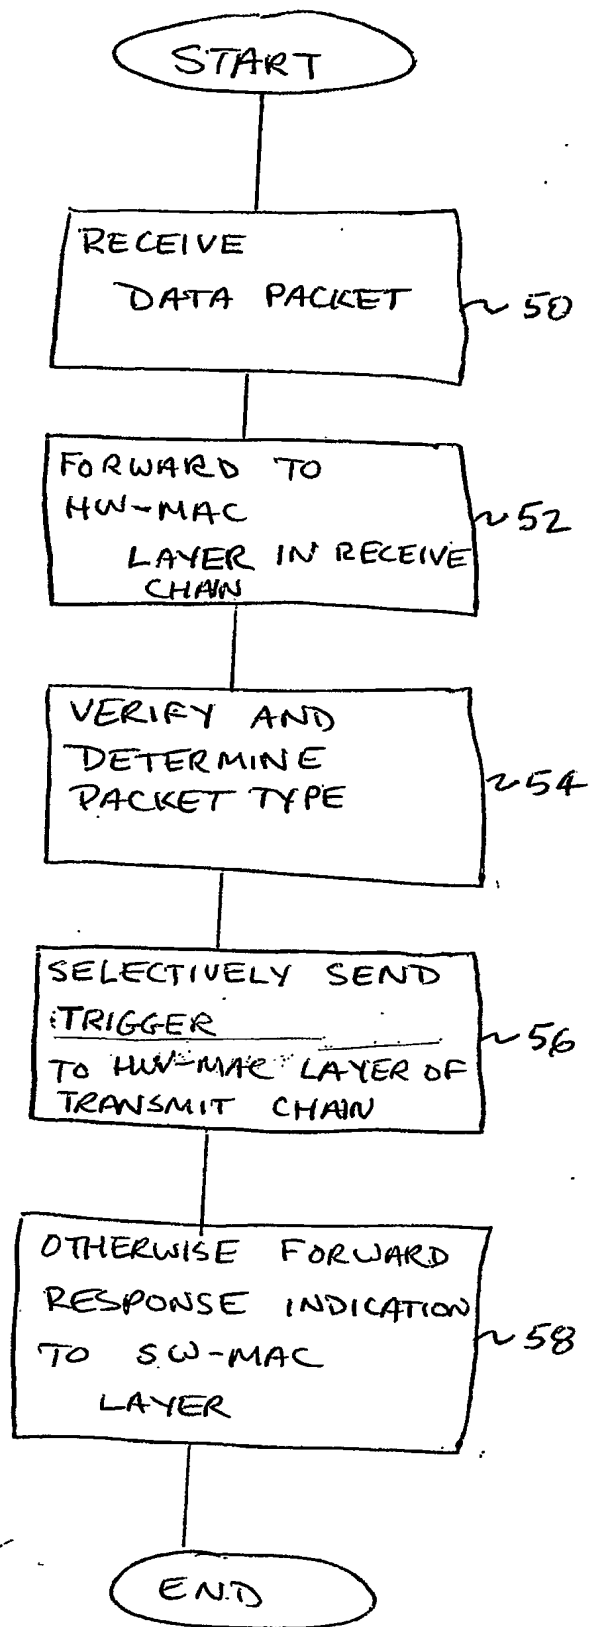 START
RECEIVE
DATA PACKET
50
FORWARD TO
HW-MAC
LAYER IN RECEIVE
CHAIN
52
VERIFY AND
DETERMINE
PACKET TYPE
54
SELECTIVELY SEND
TRIGGER
TO HW-MAC LAYER OF
TRANSMIT CHAIN
56
OTHERWISE FORWARD
RESPONSE INDICATION
TO SW-MAC
LAYER
58
END